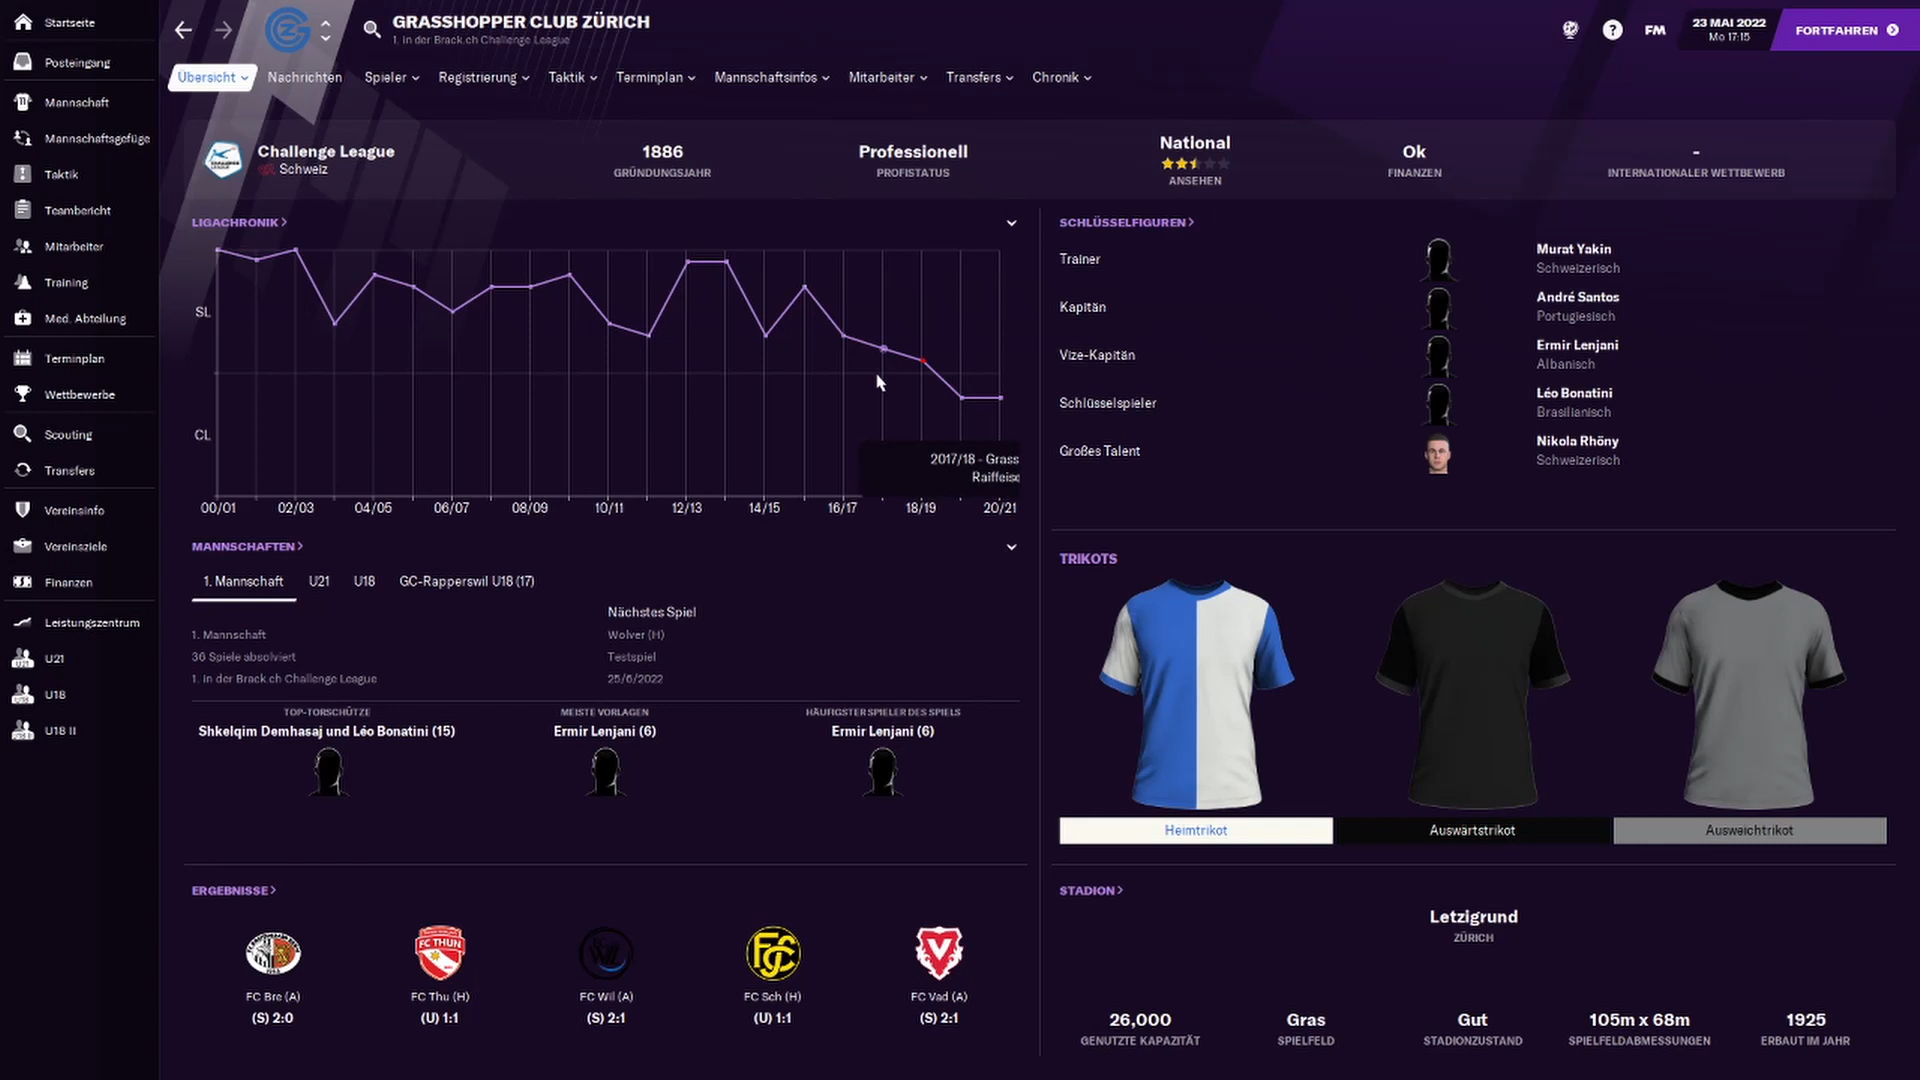 Startseite
Posteingang
Mannschaft
Mannschaftsgefüge
Taktik
Teambericht
Mitarbeiter
Training
Med. Abteilung
Terminplan
Wettbewerbe
Scouting
Transfers
Vereinsinfo
Vereinsziele
Finanzen
Leistungszentrum
U21
U18
U18 II
GRASSHOPPER CLUB ZÜRICH
1. in der Brack.ch Challenge League
FM
23 MAI 2022
Mo 17:15
FORTFAHREN
Übersicht Nachrichten Spieler Registrierung Taktik Terminplan Mannschaftsinfos Mitarbeiter Transfers Chronik
Challenge League
Schweiz
1886
GRÜNDUNGSJAHR
Professionell
PROFISTATUS
National
ANSEHEN
Ok
FINANZEN
-
INTERNATIONALER WETTBEWERB
LIGACHRONIK
SL
CL
2017/18 - Grass
Raiffeise
00/01 02/03 04/05 06/07 08/09 10/11 12/13 14/15 16/17 18/19 20/21
SCHLÜSSELFIGUREN
Trainer
Murat Yakin
Schweizerisch
Kapitän
André Santos
Portugiesisch
Vize-Kapitän
Ermir Lenjani
Albanisch
Schlüsselspieler
Léo Bonatini
Brasilianisch
Großes Talent
Nikola Rhöny
Schweizerisch
MANNSCHAFTEN
1. Mannschaft U21 U18 GC-Rapperswil U18 (17)
Nächstes Spiel
1. Mannschaft
Wolver (H)
36 Spiele absolviert
Testspiel
1. in der Brack.ch Challenge League
25/6/2022
TOP-TORSCHÜTZE
Shkelqim Demhasaj und Léo Bonatini (15)
MEISTE VORLAGEN
Ermir Lenjani (6)
HÄUFIGSTER SPIELER DES SPIELS
Ermir Lenjani (6)
TRIKOTS
Heimtrikot
Auswärtstrikot
Ausweichtrikot
ERGEBNISSE
FC THUN
WIL
FC Bre (A)
(S) 2:0
FC Thu (H)
(U) 1:1
FC Wil (A)
(S) 2:1
FC Sch (H)
(U) 1:1
FC Vad (A)
(S) 2:1
STADION
Letzigrund
ZÜRICH
26,000
GENUTZTE KAPAZITÄT
Gras
SPIELFELD
Gut
STADIONZUSTAND
105m x 68m
SPIELFELDABMESSUNGEN
1925
ERBAUT IM JAHR